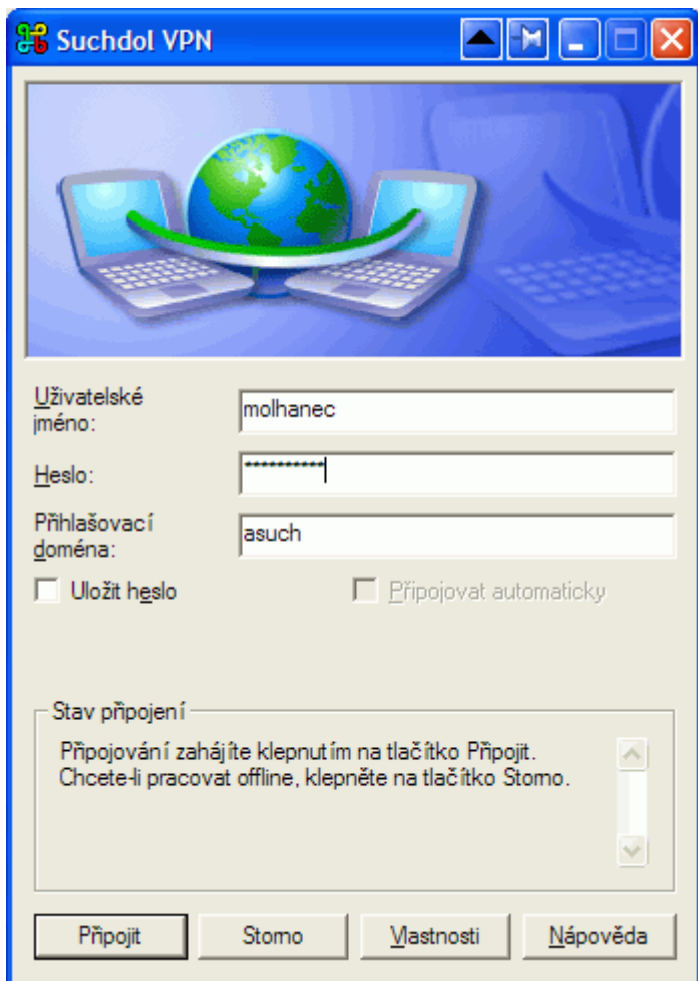 Suchdol VPN
Uživatelské
jméno:
molhanec
Heslo:
**********
Přihlašovací
doména:
asuch
Uložit heslo
Připojovat automaticky
Stav připojení
Připojování zahájíte klepnutím na tlačítko Připojit.
Chcete-li pracovat offline, klepněte na tlačítko Storno.
Připojit
Storno
Vlastnosti
Nápověda